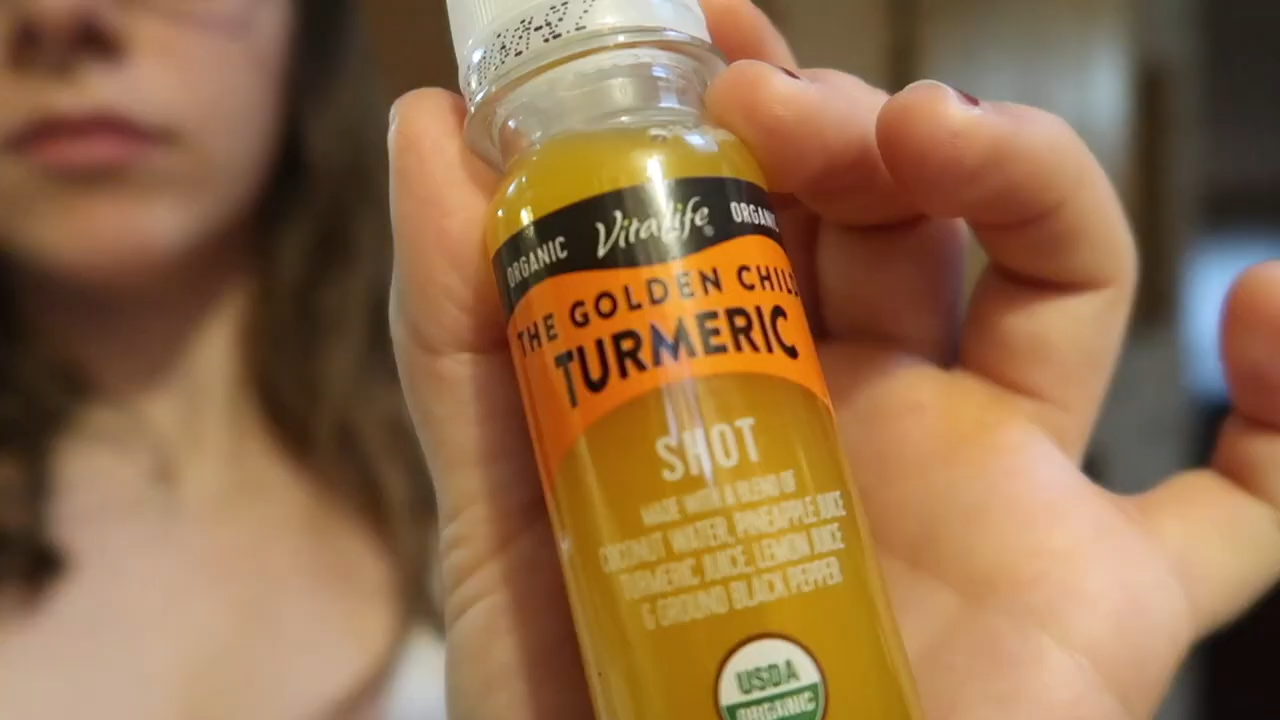 ORGANIC Vitalife® ORGANIC
THE GOLDEN CHILD
TURMERIC
SHOT
MADE WITH A BLEND OF
COCONUT WATER, PINEAPPLE JUICE
TURMERIC JUICE, LEMON JUICE
& GROUND BLACK PEPPER
USDA
ORGANIC